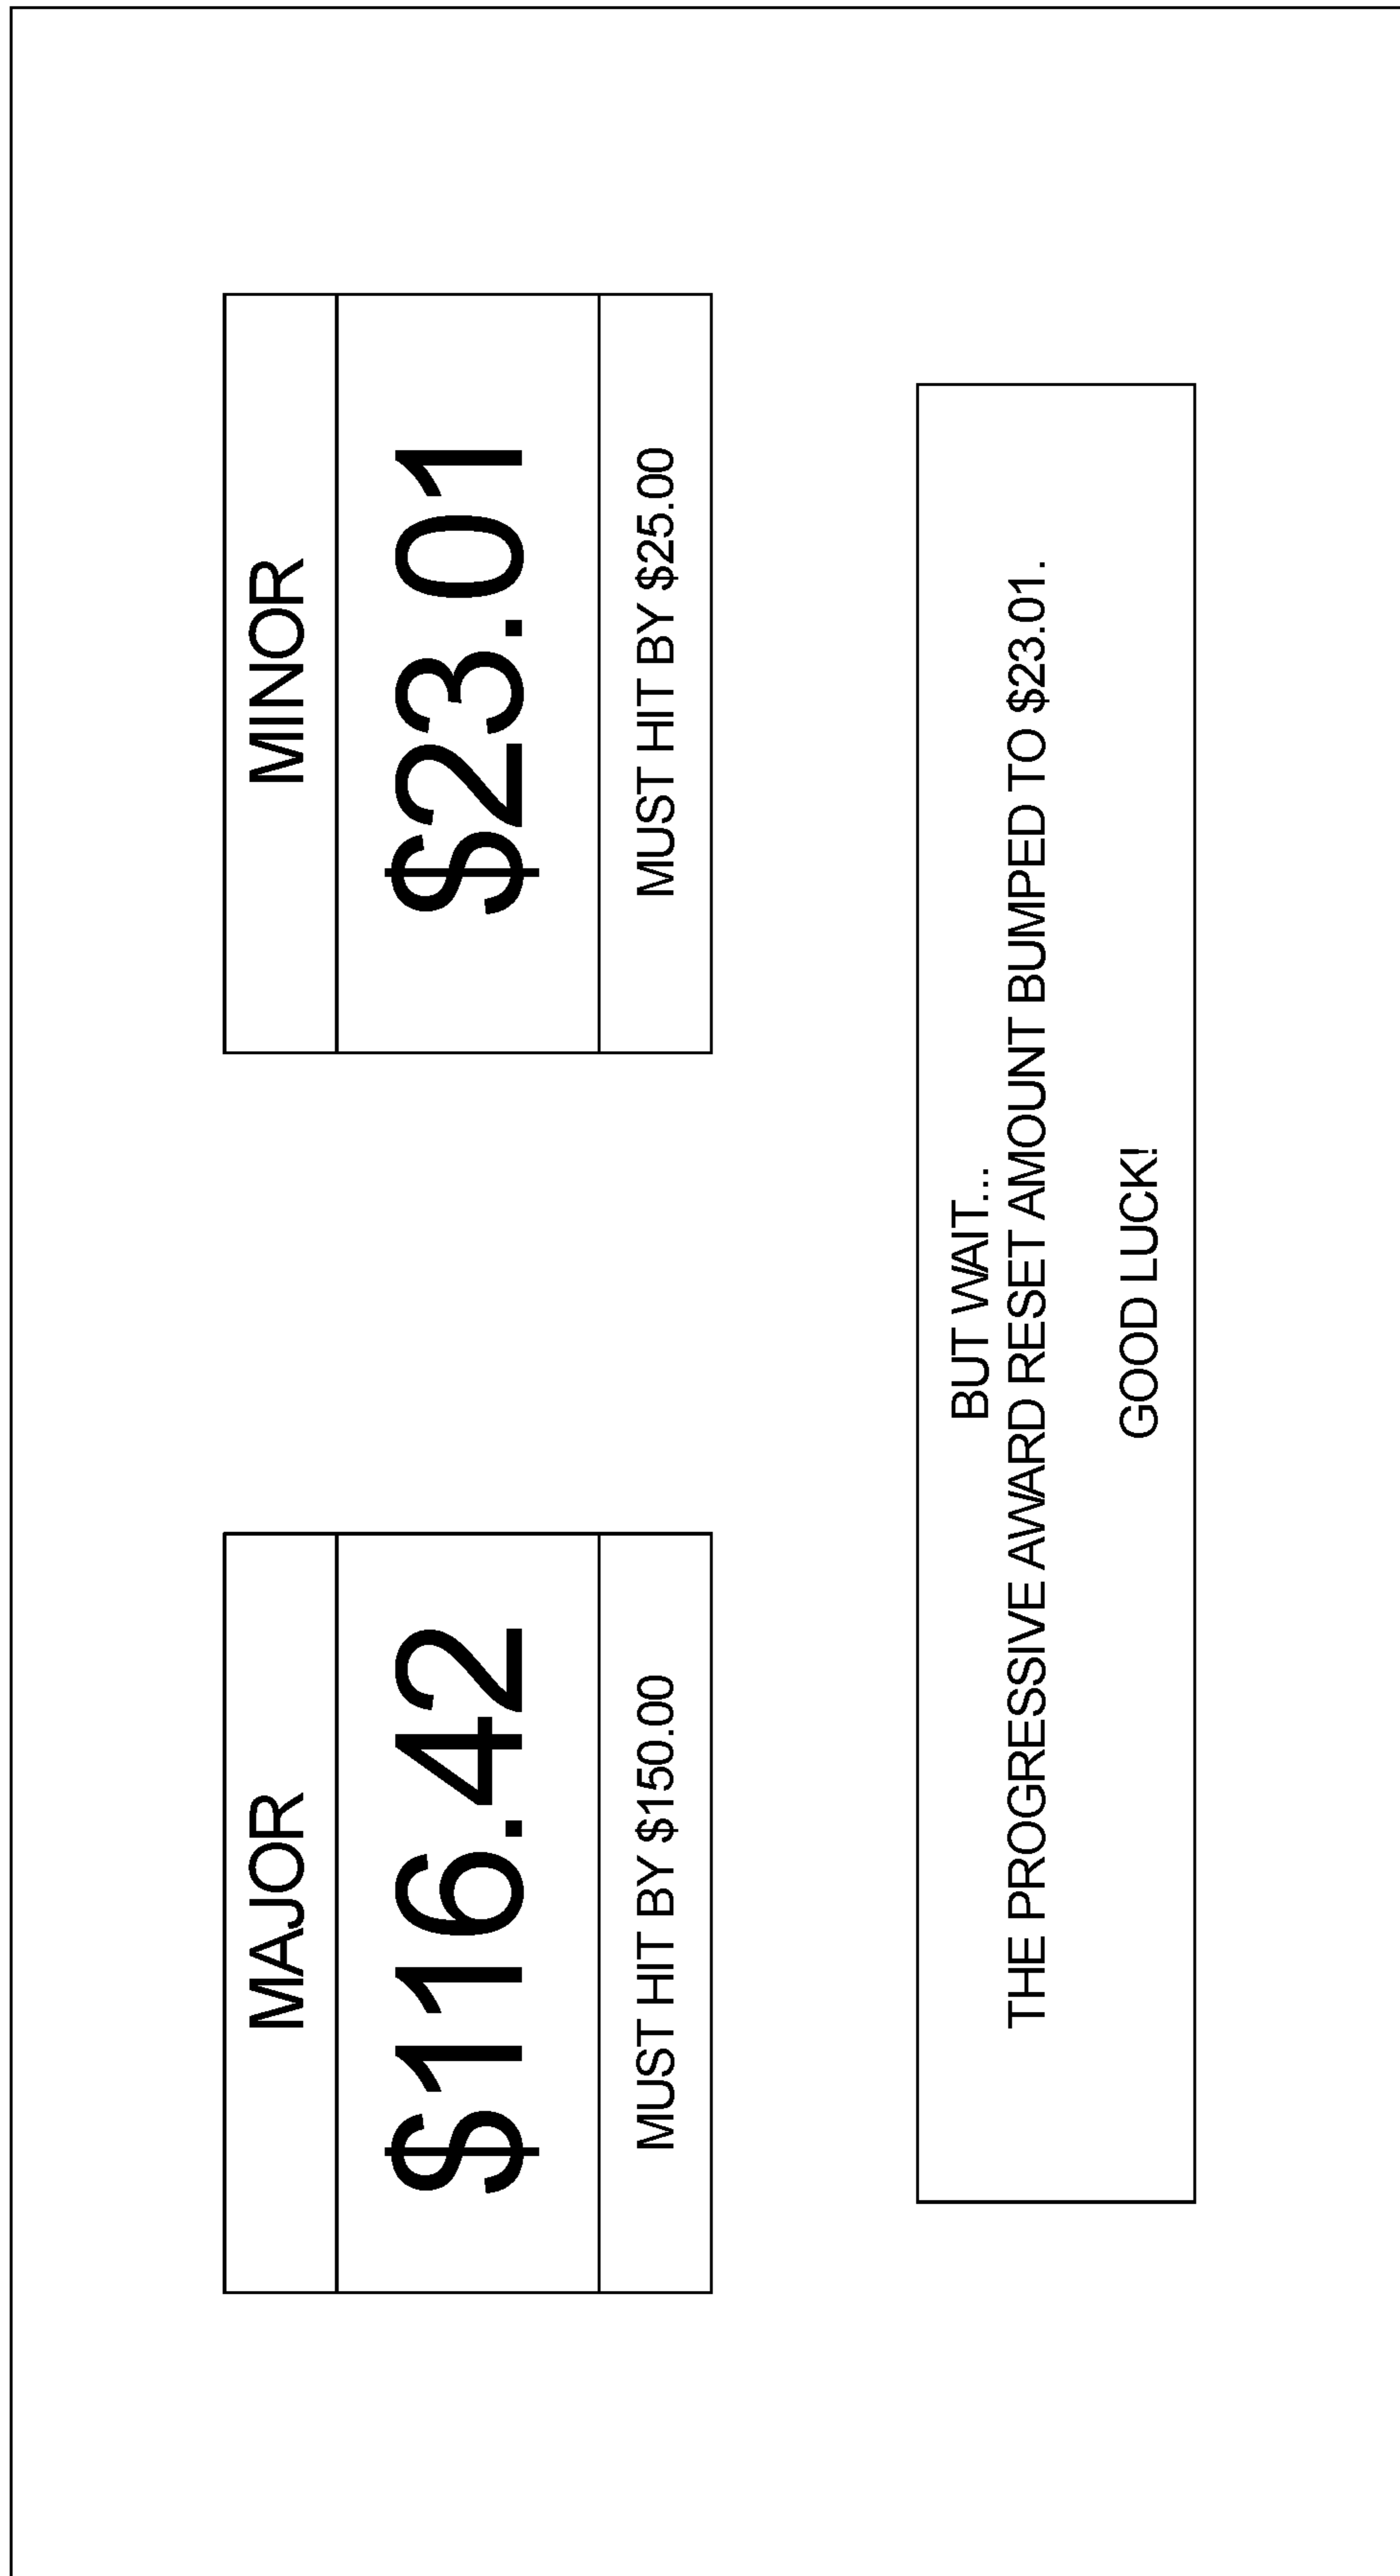 MAJOR
$116.42
MUST HIT BY $150.00
MINOR
$23.01
MUST HIT BY $25.00
BUT WAIT...
THE PROGRESSIVE AWARD RESET AMOUNT BUMPED TO $23.01.
GOOD LUCK!